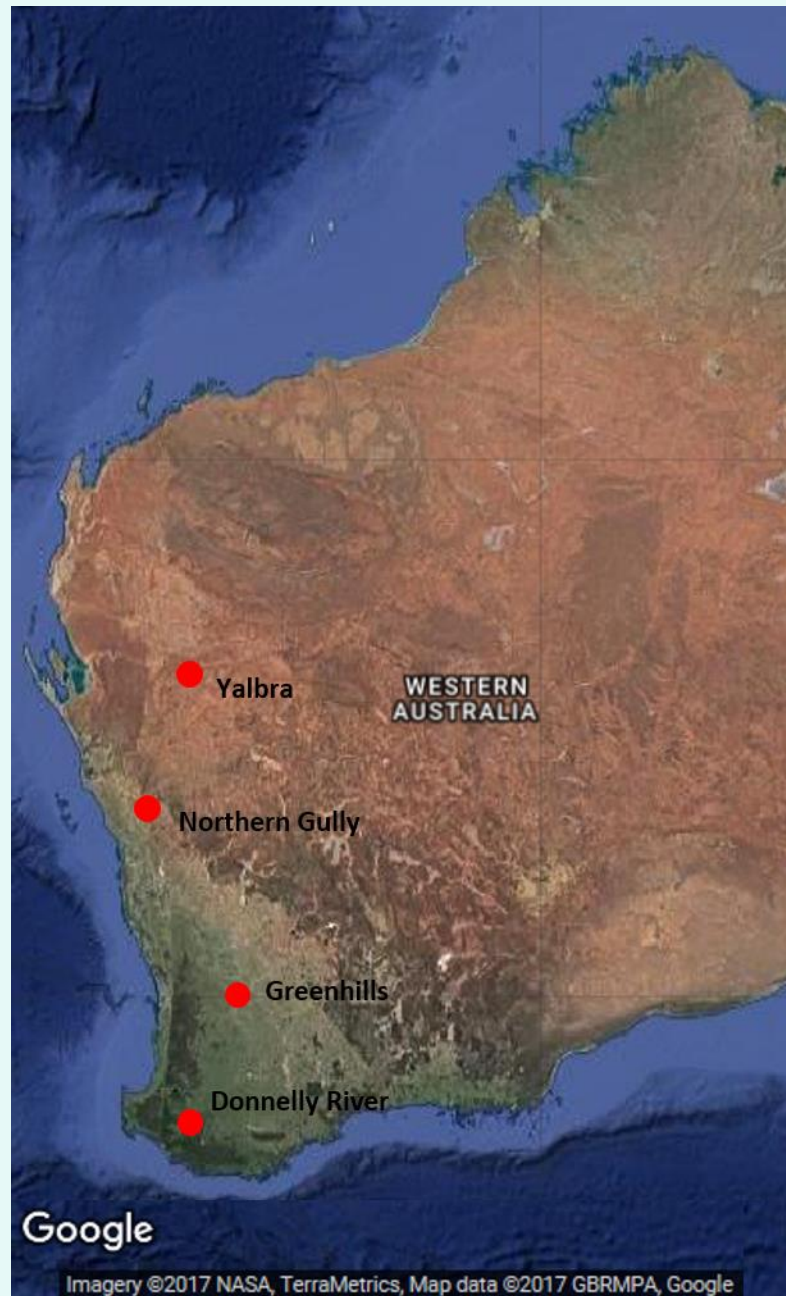 Yalbra
WESTERN
AUSTRALIA
Northern Gully
Greenhills
Donnelly River
Google
Imagery ©2017 NASA, TerraMetrics, Map data ©2017 GBRMPA, Google